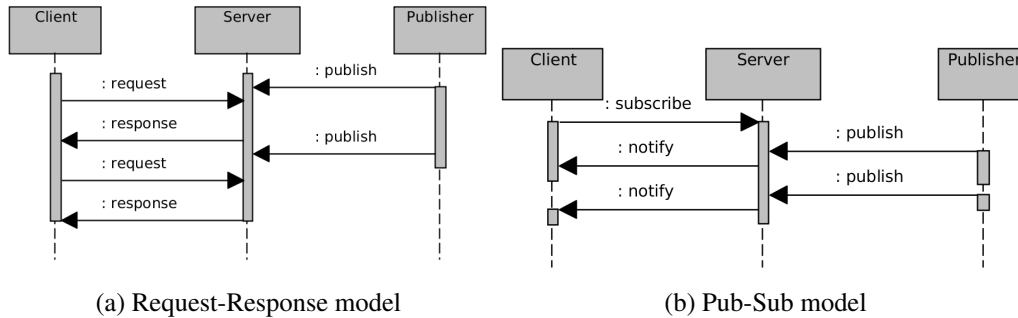 Client Server Publisher
: publish
: request
: response
: publish
: request
: response
(a) Request-Response model
Client Server Publisher
: subscribe
: publish
: notify
: publish
: notify
(b) Pub-Sub model